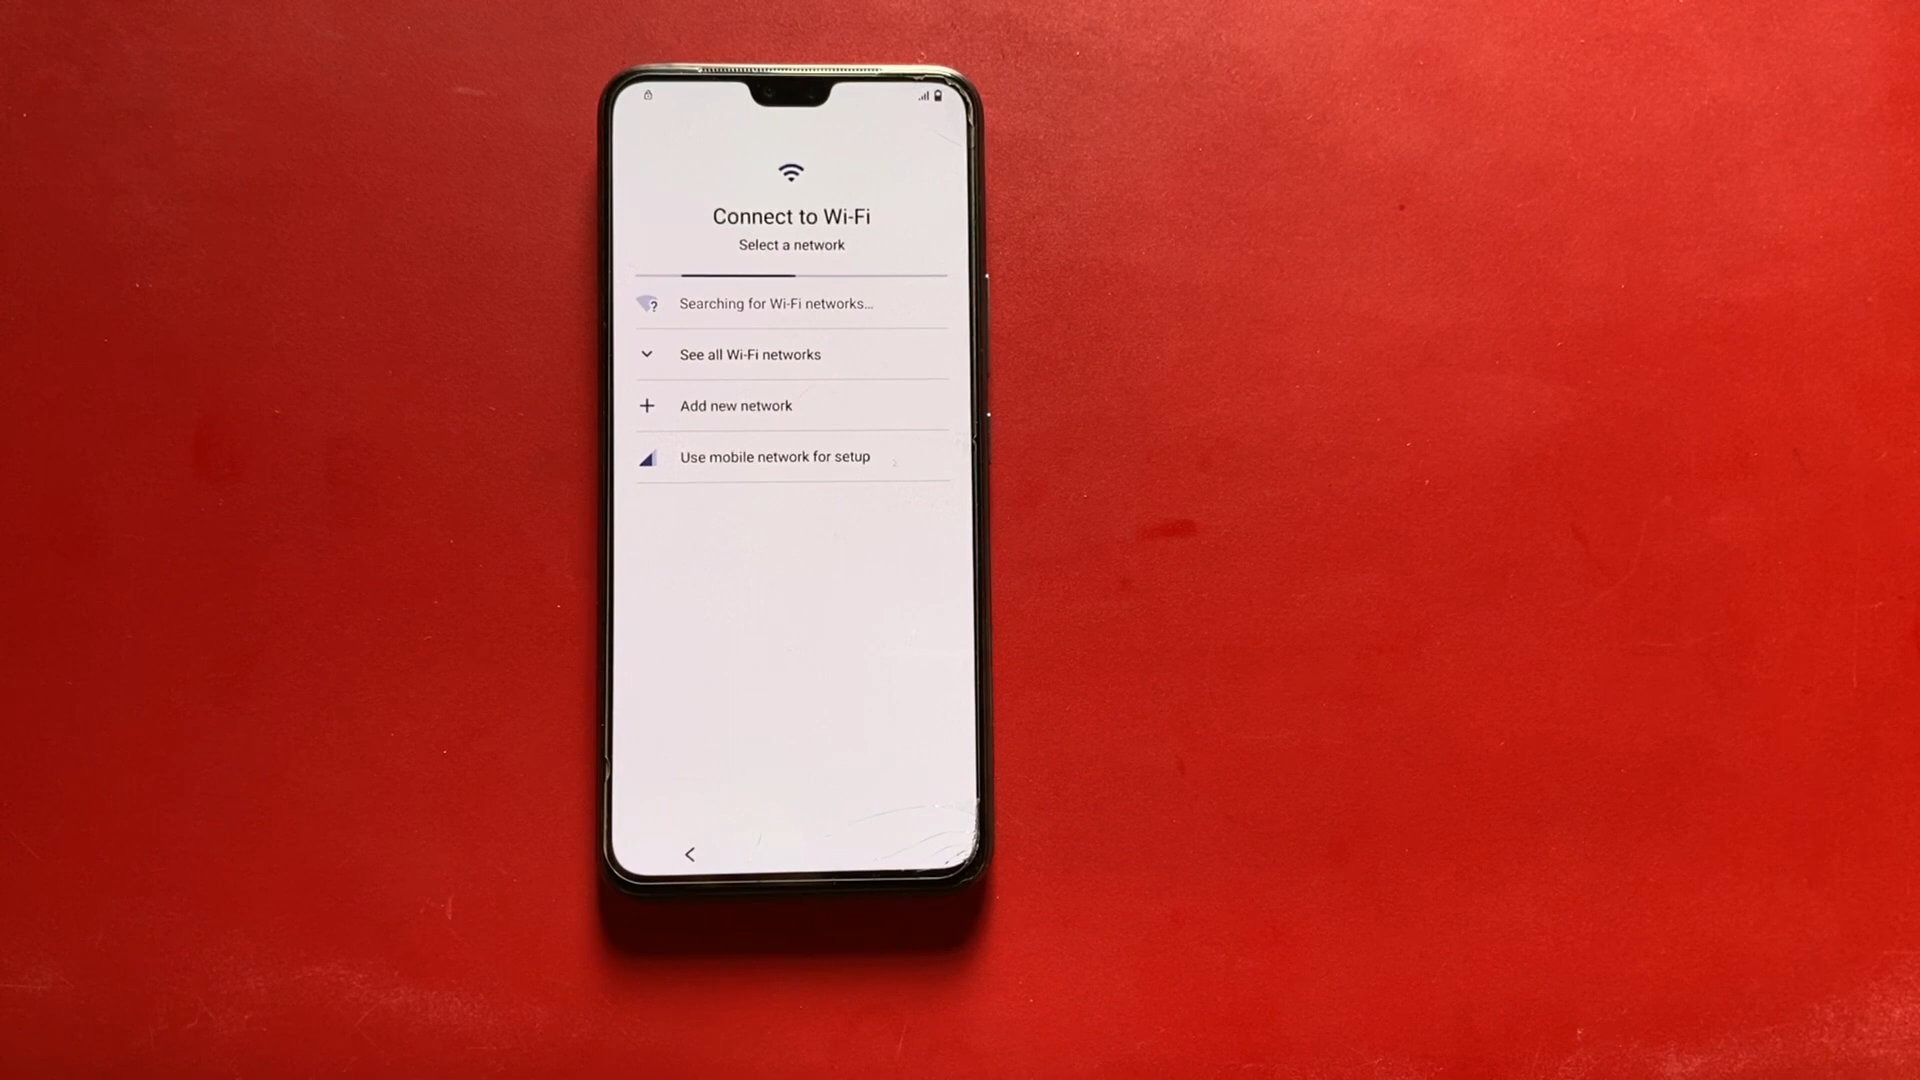 Connect to Wi-Fi
Select a network
Searching for Wi-Fi networks...
See all Wi-Fi networks
Add new network
Use mobile network for setup